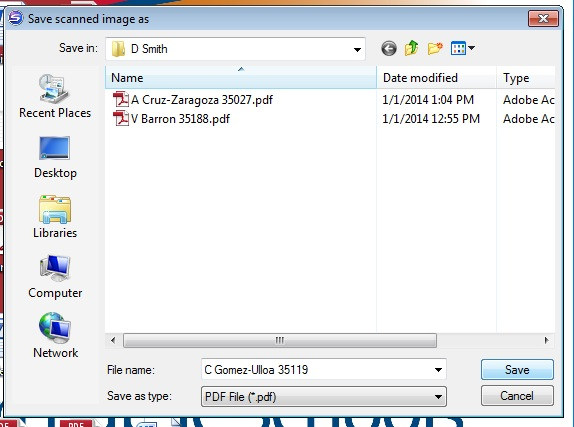 Save scanned image as
Save in: D Smith
Name Date modified Type
A Cruz-Zaragoza 35027.pdf 1/1/2014 1:04 PM Adobe Ac
V Barron 35188.pdf 1/1/2014 12:55 PM Adobe Ac
Recent Places
Desktop
Libraries
Computer
Network
File name: C Gomez-Ulloa 35119 Save
Save as type: PDF File (*.pdf) Cancel